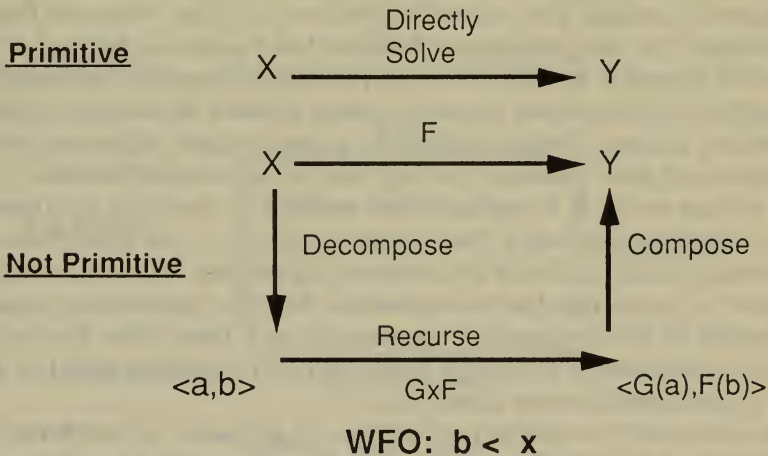 Directly
Solve
Primitive
X
Y
F
X
Y
Decompose
Compose
Not Primitive
Recurse
<a,b>
GxF
<G(a),F(b)>
WFO: b < x